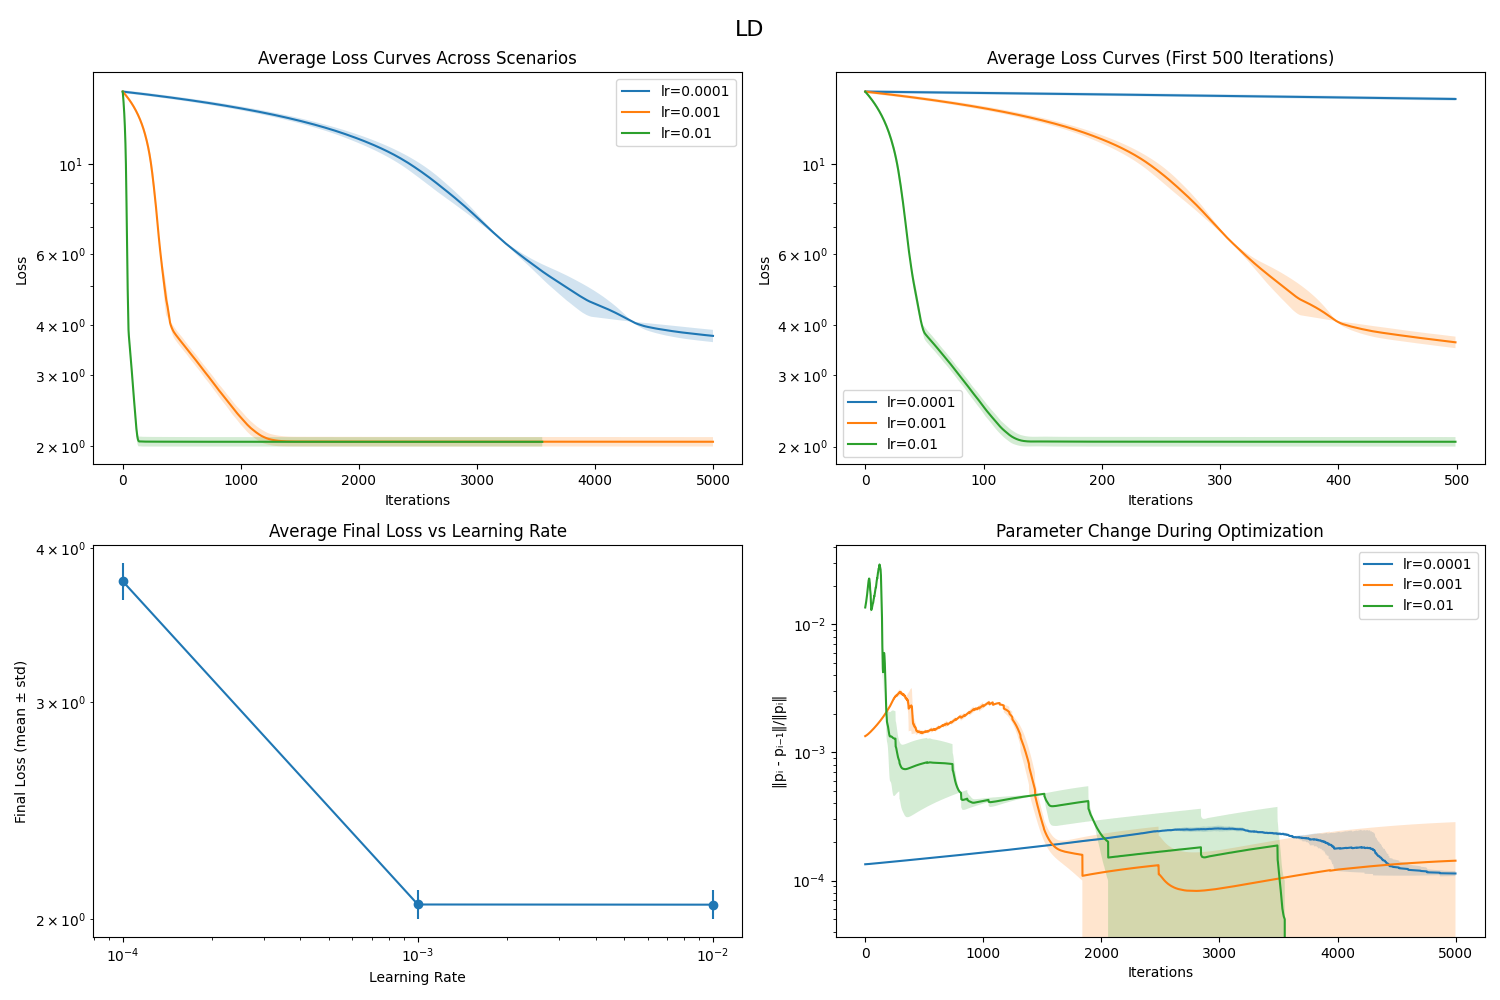 LD
Average Loss Curves Across Scenarios
lr=0.0001
lr=0.001
lr=0.01
10¹
6 × 10⁰
4 × 10⁰
3 × 10⁰
2 × 10⁰
Loss
0 1000 2000 3000 4000 5000
Iterations
Average Loss Curves (First 500 Iterations)
10¹
6 × 10⁰
4 × 10⁰
3 × 10⁰
2 × 10⁰
Loss
lr=0.0001
lr=0.001
lr=0.01
0 100 200 300 400 500
Iterations
Average Final Loss vs Learning Rate
4 × 10⁰
3 × 10⁰
2 × 10⁰
Final Loss (mean ± std)
10⁻⁴ 10⁻³ 10⁻²
Learning Rate
Parameter Change During Optimization
lr=0.0001
lr=0.001
lr=0.01
10⁻²
10⁻³
10⁻⁴
‖pᵢ - pᵢ₋₁‖/‖pᵢ‖
0 1000 2000 3000 4000 5000
Iterations